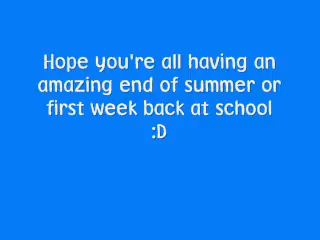 Hope you're all having an
amazing end of summer or
first week back at school
:D